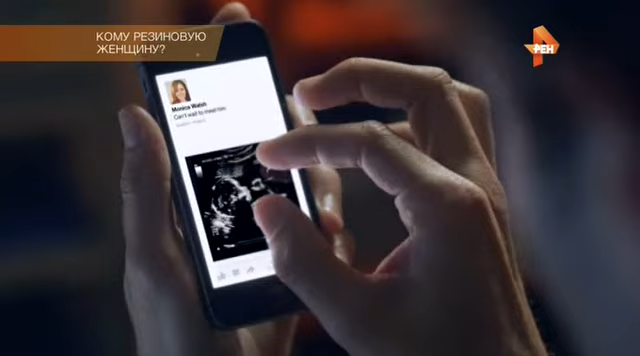 КОМУ РЕЗИНОВУЮ
ЖЕНЩИНУ?
РЕН
Monica Walsh
Can't wait to meet him.